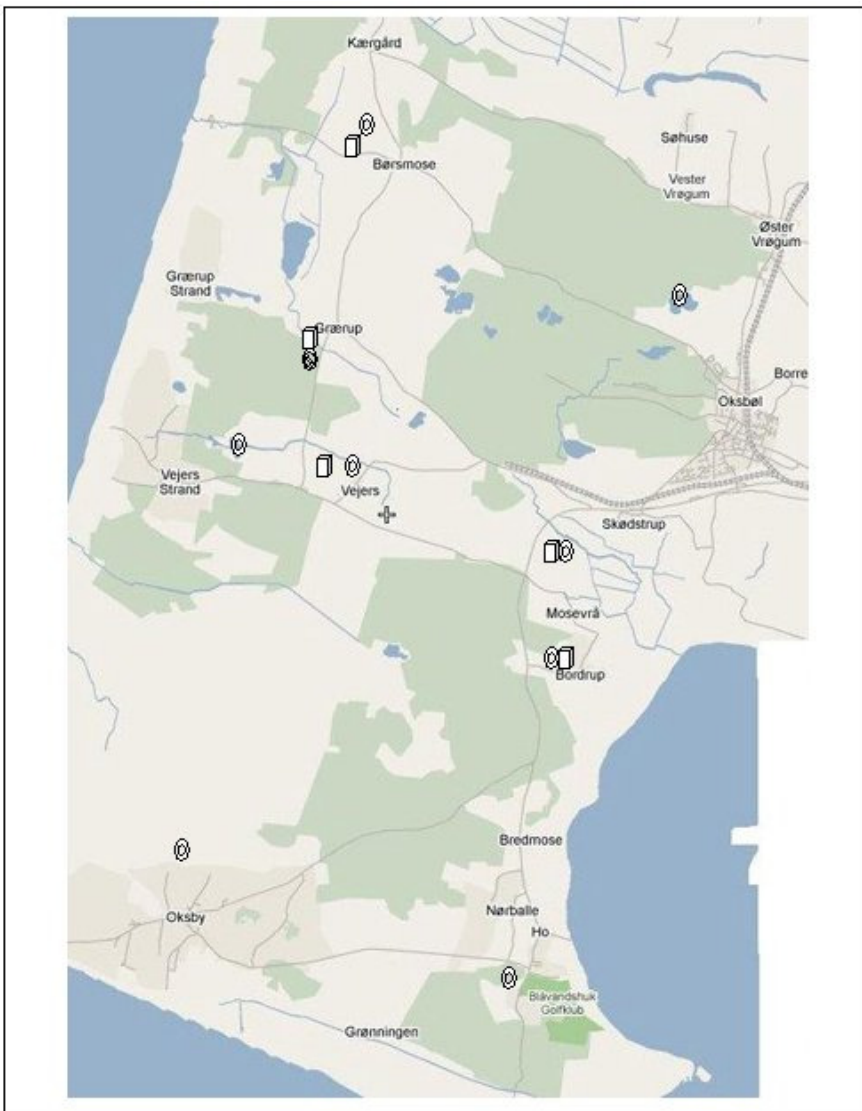 Kærgård
Søhuse
Børsmose
Vester
Vrøgum
Øster
Vrøgum
Grærup
Strand
Grærup
Borre
Oksbøl
Vejers
Strand
Vejers
Skødstrup
Mosevrå
Bordrup
Bredmose
Nørballe
Oksby
Ho
Blåvandshuk
Golfklub
Grønningen